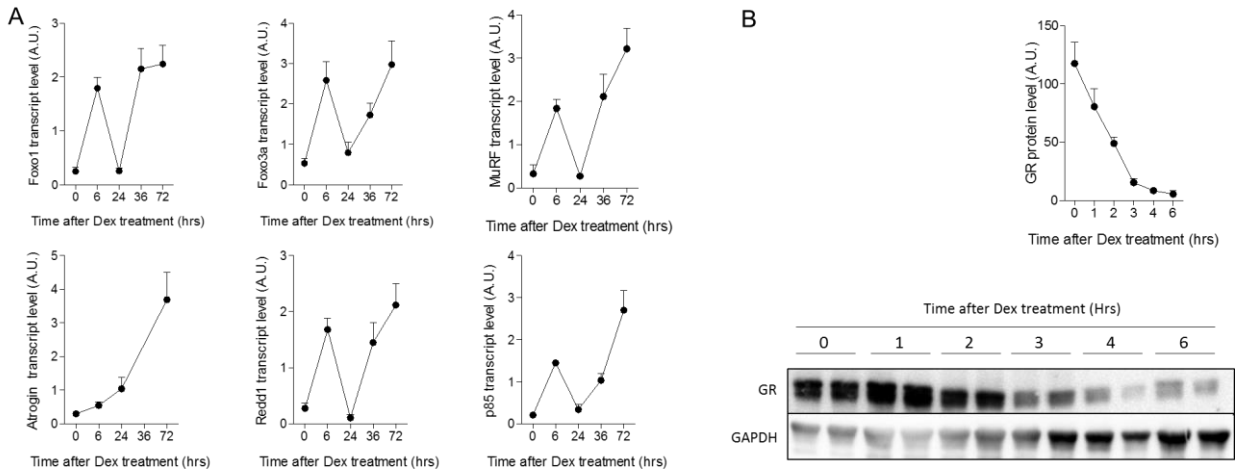 A
Foxo1 transcript level (A.U.)
3
2
1
0
0 6 24 36 72
Time after Dex treatment (hrs)
Foxo3a transcript level (A.U.)
4
3
2
1
0
0 6 24 36 72
Time after Dex treatment (hrs)
MuRF transcript level (A.U.)
4
3
2
1
0
0 6 24 36 72
Time after Dex treatment (hrs)
Atrogin transcript level (A.U.)
5
4
3
2
1
0
0 6 24 36 72
Time after Dex treatment (hrs)
Redd1 transcript level (A.U.)
3
2
1
0
0 6 24 36 72
Time after Dex treatment (hrs)
p85 transcript level (A.U.)
4
3
2
1
0
0 6 24 36 72
Time after Dex treatment (hrs)
B
GR protein level (A.U.)
150
100
50
0
0 1 2 3 4 6
Time after Dex treatment (hrs)
Time after Dex treatment (Hrs)
0 1 2 3 4 6
GR
GAPDH